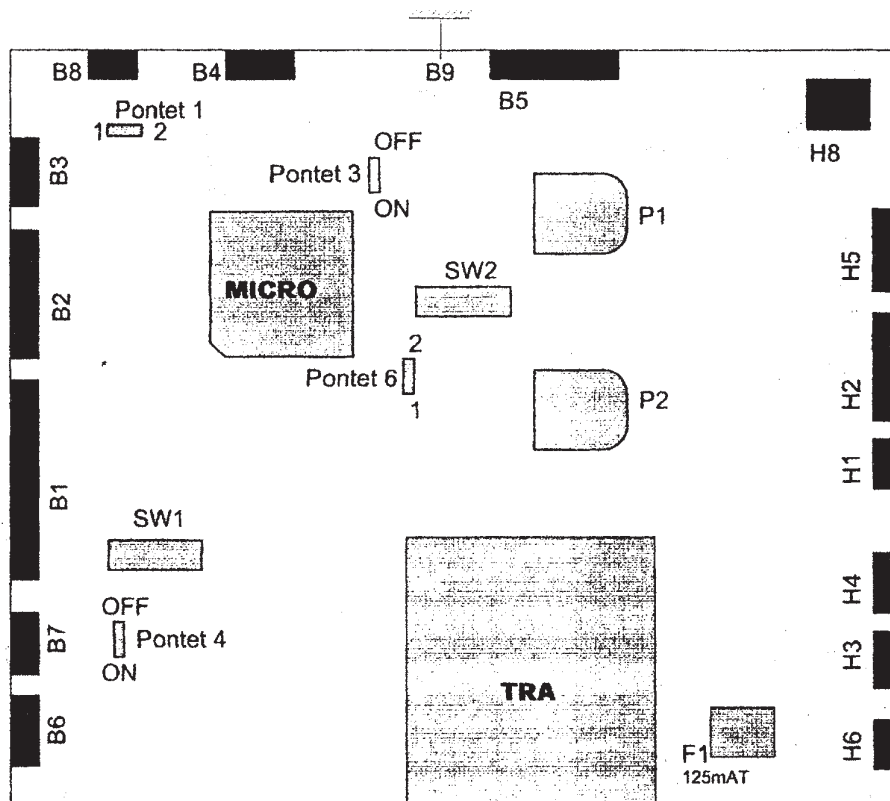 B8
B4
B9
B5
Pontet 1
1
2
H8
B3
OFF
Pontet 3
ON
P1
H5
B2
MICRO
SW2
2
Pontet 6
1
P2
H2
H1
B1
SW1
H4
OFF
B7
Pontet 4
ON
H3
TRA
B6
F1
125mAT
H6